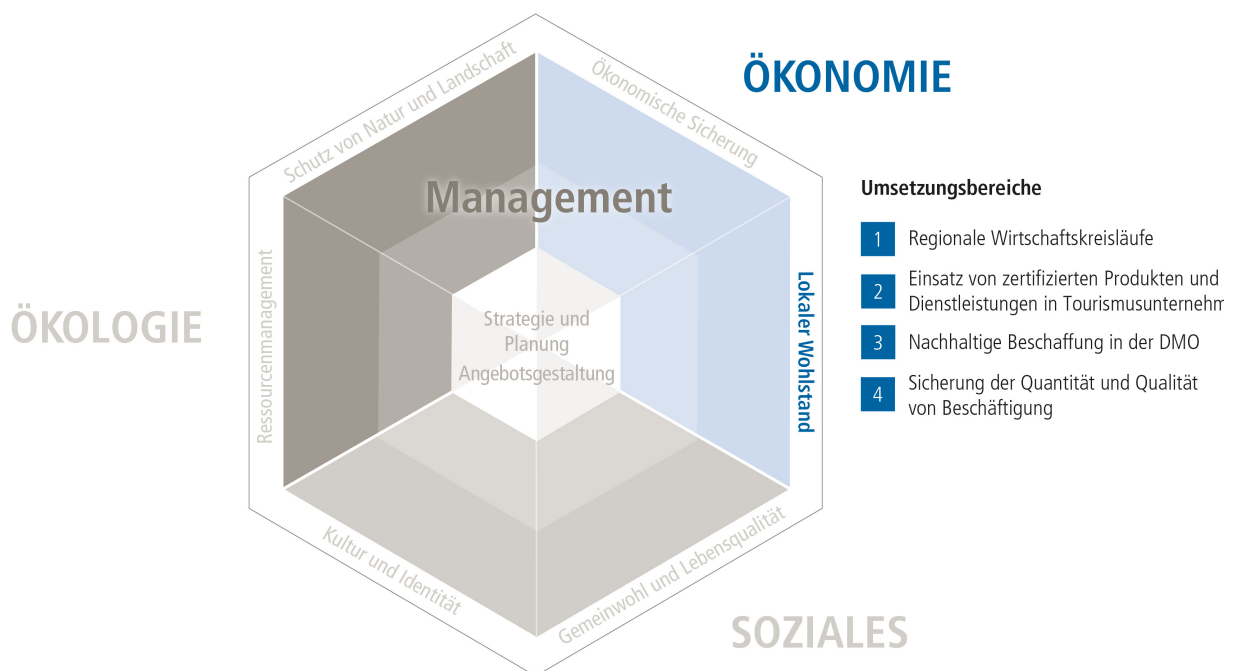 ÖKONOMIE
Schutz von Natur und Landschaft
Ökonomische Sicherung
Management
Umsetzungsbereiche
1 Regionale Wirtschaftskreisläufe
2 Einsatz von zertifizierten Produkten und
Dienstleistungen in Tourismusunternehm
3 Nachhaltige Beschaffung in der DMO
4 Sicherung der Quantität und Qualität
von Beschäftigung
ÖKOLOGIE
Ressourcenmanagement
Strategie und
Planung
Angebotsgestaltung
Lokaler Wohlstand
Kultur und Identität
Gemeinwohl und Lebensqualität
SOZIALES